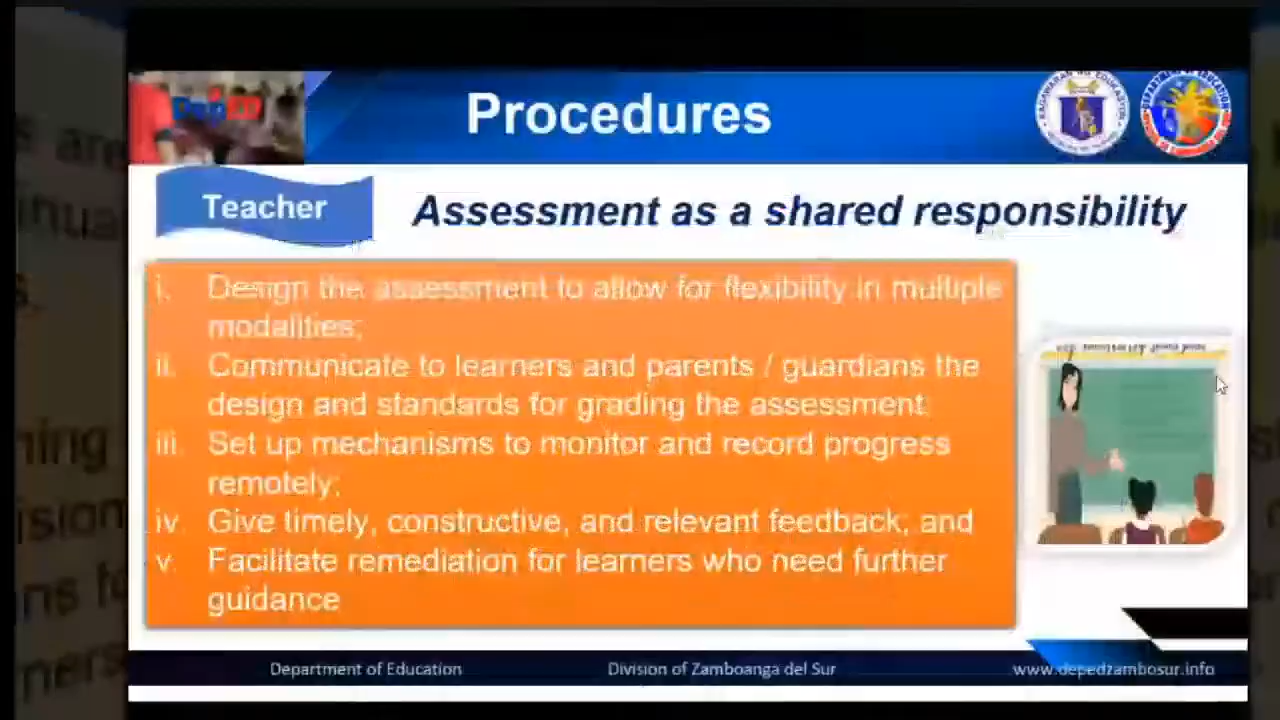 DepED
Procedures
Teacher
Assessment as a shared responsibility
i. Design the assessment to allow for flexibility in multiple
modalities;
ii. Communicate to learners and parents / guardians the
design and standards for grading the assessment;
iii. Set up mechanisms to monitor and record progress
remotely;
iv. Give timely, constructive, and relevant feedback; and
v. Facilitate remediation for learners who need further
guidance
Department of Education
Division of Zamboanga del Sur
www.depedzambosur.info